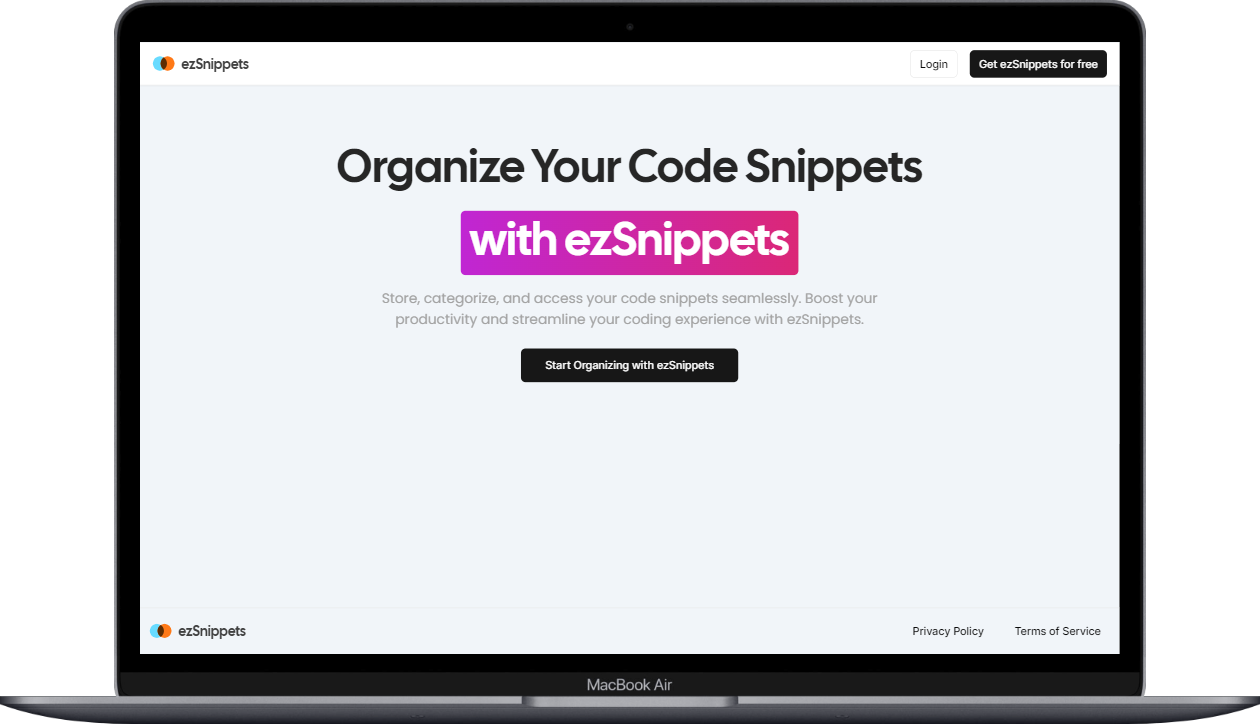 ezSnippets
Login
Get ezSnippets for free
Organize Your Code Snippets
with ezSnippets
Store, categorize, and access your code snippets seamlessly. Boost your
productivity and streamline your coding experience with ezSnippets.
Start Organizing with ezSnippets
ezSnippets
Privacy Policy
Terms of Service
MacBook Air